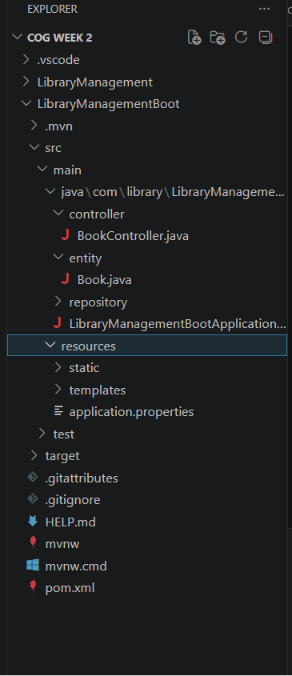 EXPLORER
COG WEEK 2
.vscode
LibraryManagement
LibraryManagementBoot
.mvn
src
main
java\com\library\LibraryManageme...
controller
BookController.java
entity
Book.java
repository
LibraryManagementBootApplication...
resources
static
templates
application.properties
test
target
.gitattributes
.gitignore
HELP.md
mvnw
mvnw.cmd
pom.xml